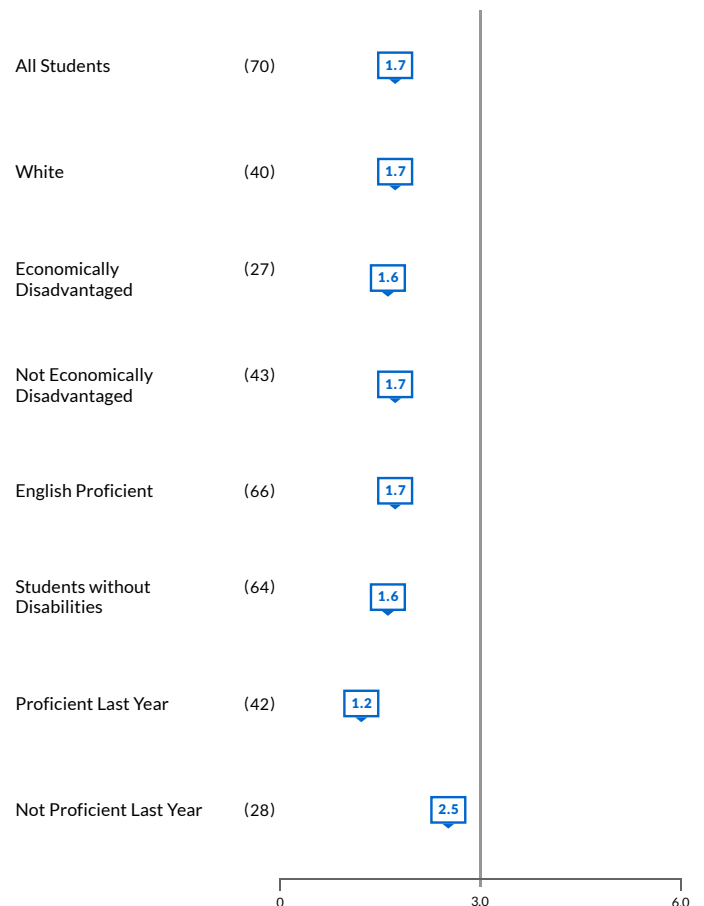 All Students (70) 1.7
White (40) 1.7
Economically
Disadvantaged (27) 1.6
Not Economically
Disadvantaged (43) 1.7
English Proficient (66) 1.7
Students without
Disabilities (64) 1.6
Proficient Last Year (42) 1.2
Not Proficient Last Year (28) 2.5
0 3.0 6.0